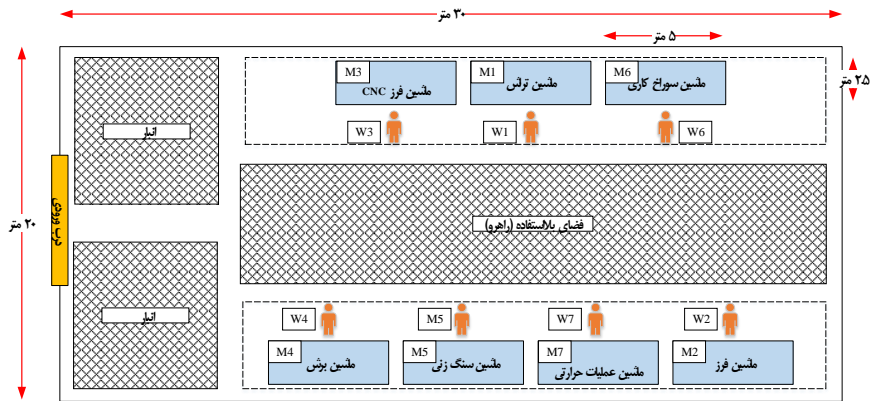 ۳۰ متر
۵ متر
۲.۵ متر
۲۰ متر
M3
ماشین فرز CNC
M1
ماشین تراش
M6
ماشین سوراخ کاری
W3
W1
W6
انبار
درب ورودی
فضای بلااستفاده (راهرو)
انبار
W4
M5
W7
W2
M4
ماشین برش
M5
ماشین سنگ زنی
M7
ماشین عملیات حرارتی
M2
ماشین فرز